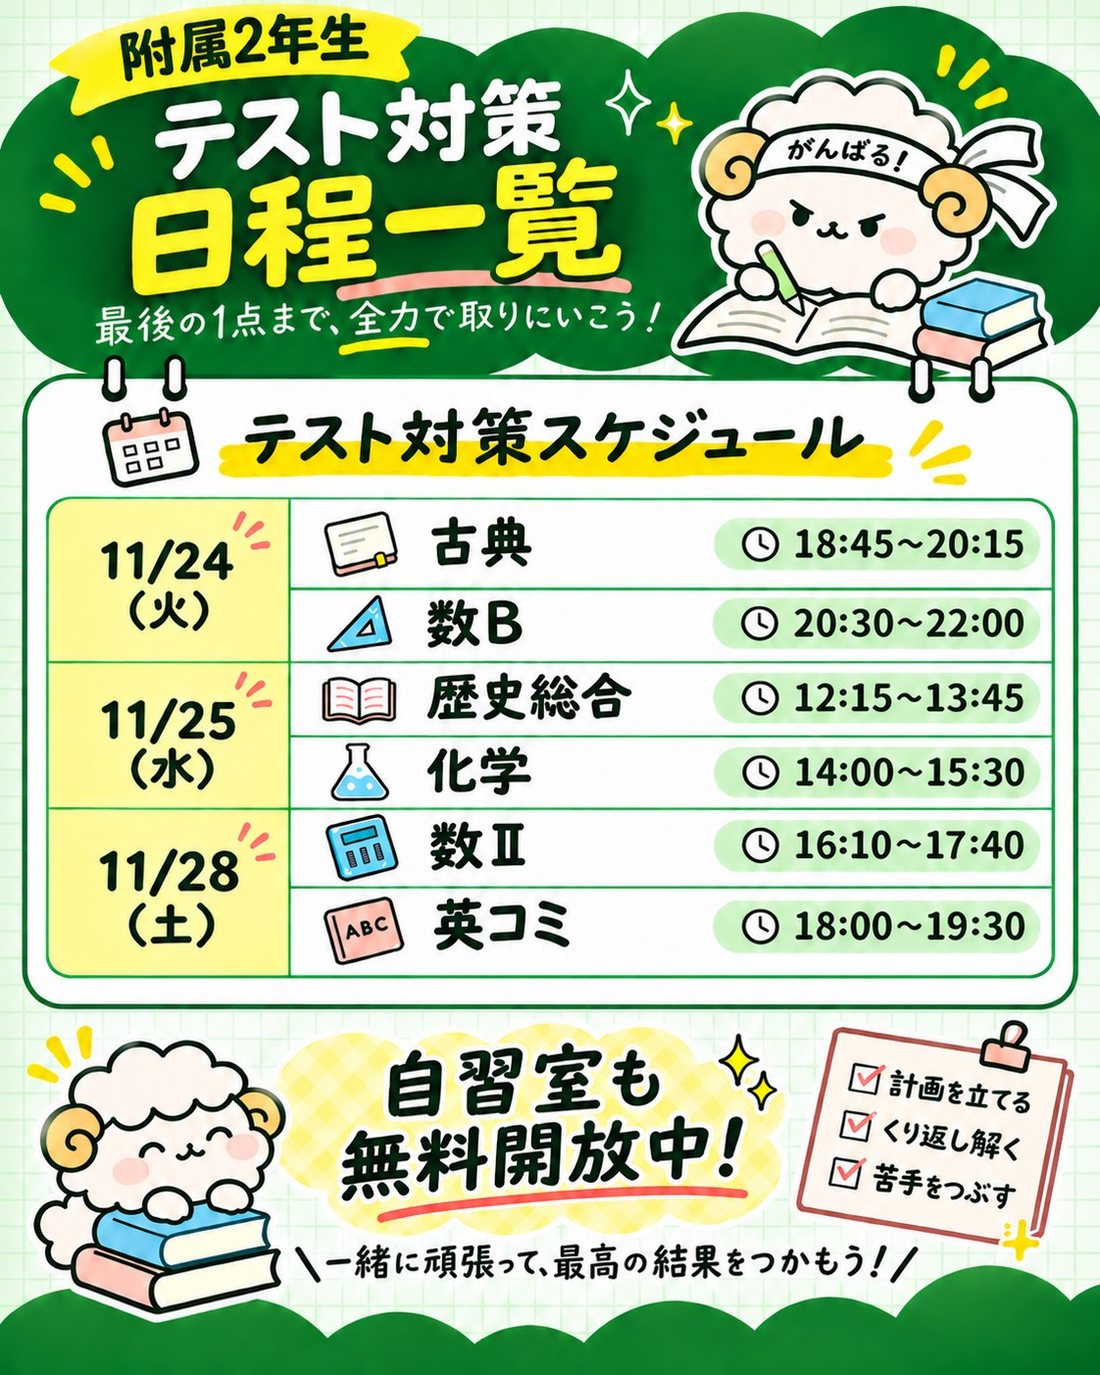 附属2年生
テスト対策
日程一覧
最後の1点まで、全力で取りにいこう!
がんばる!
テスト対策スケジュール
11/24
(火)
古典 18:45~20:15
数B 20:30~22:00
11/25
(水)
歴史総合 12:15~13:45
化学 14:00~15:30
11/28
(土)
数Ⅱ 16:10~17:40
ABC
英コミ 18:00~19:30
自習室も
無料開放中!
計画を立てる
くり返し解く
苦手をつぶす
\一緒に頑張って、最高の結果をつかもう!/